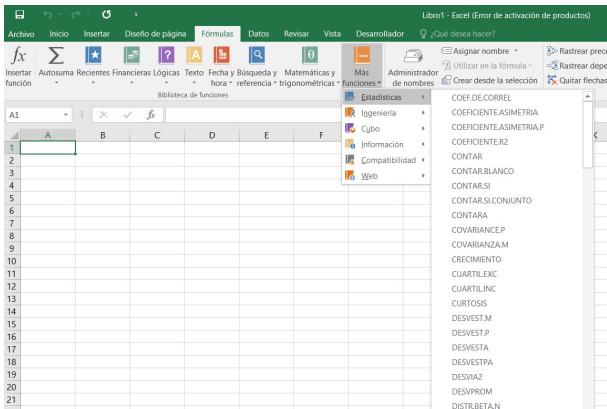 Libro1 - Excel (Error de activación de productos)
Archivo Inicio Insertar Diseño de página Fórmulas Datos Revisar Vista Desarrollador ¿Qué desea hacer?
fx Σ ? A θ
Insertar función
Autosuma
Recientes
Financieras
Lógicas
Texto
Fecha y hora
Búsqueda y referencia
Matemáticas y trigonométricas
Más funciones
Administrador de nombres
Asignar nombre
Utilizar en la fórmula
Crear desde la selección
Rastrear prece
Rastrear depe
Quitar flechas
Biblioteca de funciones
A1 fx
A B C D E F K
1
2
3
4
5
6
7
8
9
10
11
12
13
14
15
16
17
18
19
20
21
Estadísticas
Ingeniería
Cubo
Información
Compatibilidad
Web
COEF.DE.CORREL
COEFICIENTE.ASIMETRIA
COEFICIENTE.ASIMETRIA.P
COEFICIENTE.R2
CONTAR
CONTAR.BLANCO
CONTAR.SI
CONTAR.SI.CONJUNTO
CONTARA
COVARIANCE.P
COVARIANZA.M
CRECIMIENTO
CUARTIL.EXC
CUARTIL.INC
CURTOSIS
DESVEST.M
DESVEST.P
DESVESTA
DESVESTPA
DESVIA2
DESVPROM
DISTR.BETA.N